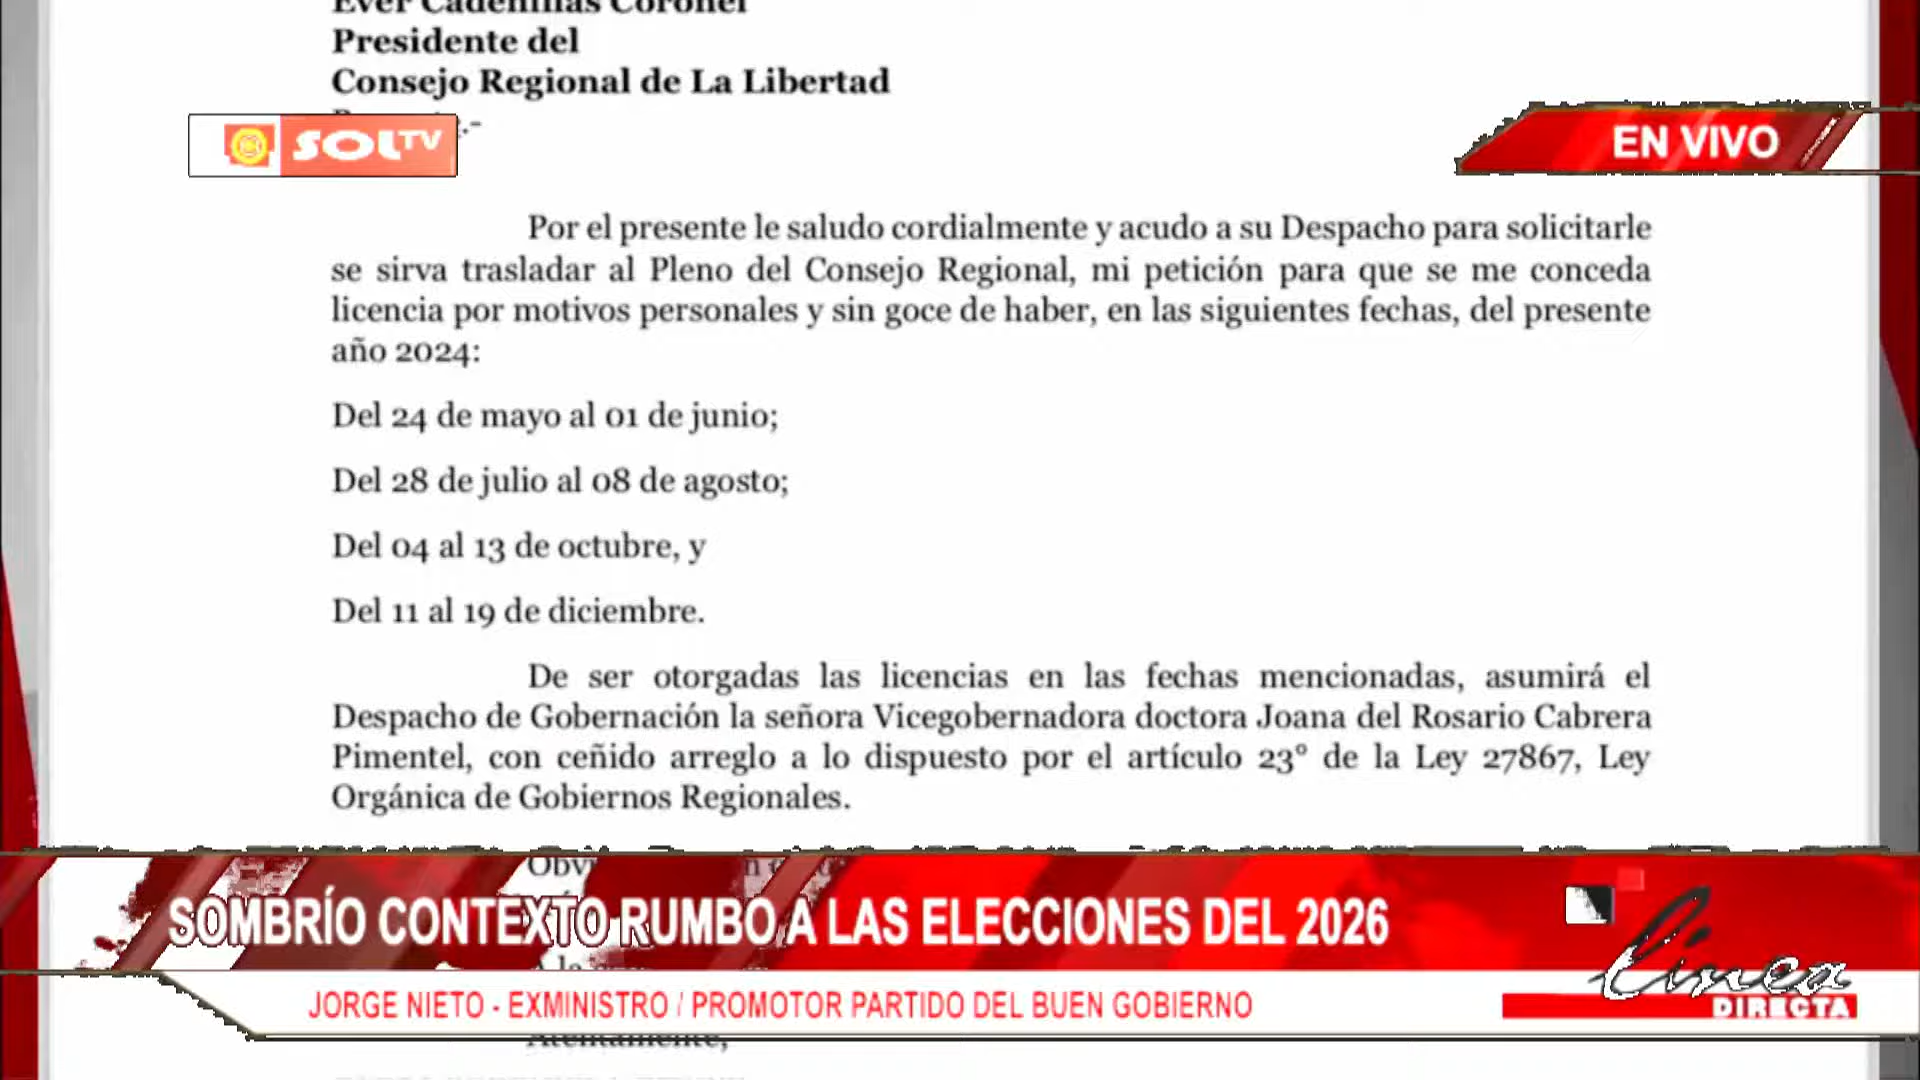 Ever Cadenillas Coronel
Presidente del
Consejo Regional de La Libertad
SOLTV
EN VIVO
Por el presente le saludo cordialmente y acudo a su Despacho para solicitarle
se sirva trasladar al Pleno del Consejo Regional, mi petición para que se me conceda
licencia por motivos personales y sin goce de haber, en las siguientes fechas, del presente
año 2024:
Del 24 de mayo al 01 de junio;
Del 28 de julio al 08 de agosto;
Del 04 al 13 de octubre, y
Del 11 al 19 de diciembre.
De ser otorgadas las licencias en las fechas mencionadas, asumirá el
Despacho de Gobernación la señora Vicegobernadora doctora Joana del Rosario Cabrera
Pimentel, con ceñido arreglo a lo dispuesto por el artículo 23° de la Ley 27867, Ley
Orgánica de Gobiernos Regionales.
SOMBRÍO CONTEXTO RUMBO A LAS ELECCIONES DEL 2026
línea
DIRECTA
JORGE NIETO - EXMINISTRO / PROMOTOR PARTIDO DEL BUEN GOBIERNO
Atentamente,